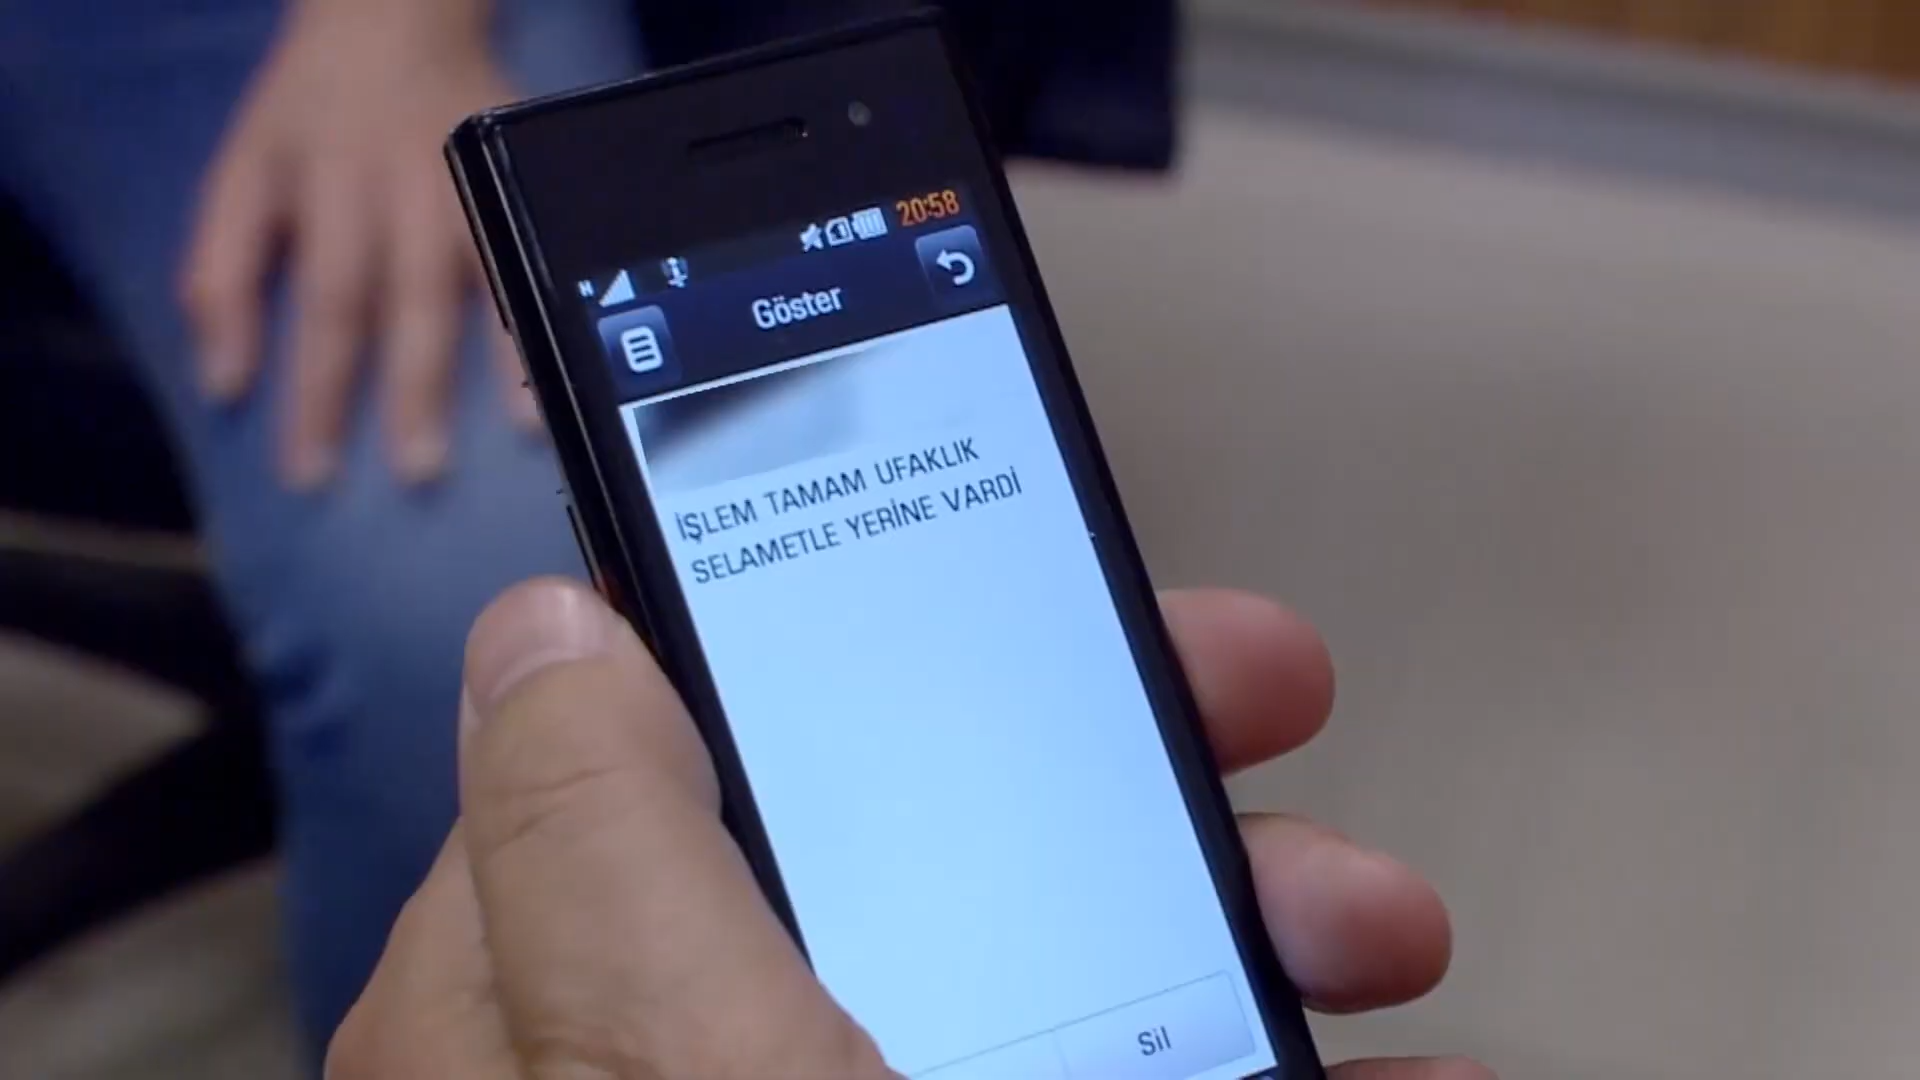 20:58
Göster
İŞLEM TAMAM UFAKLIK
SELAMETLE YERİNE VARDİ
Sil